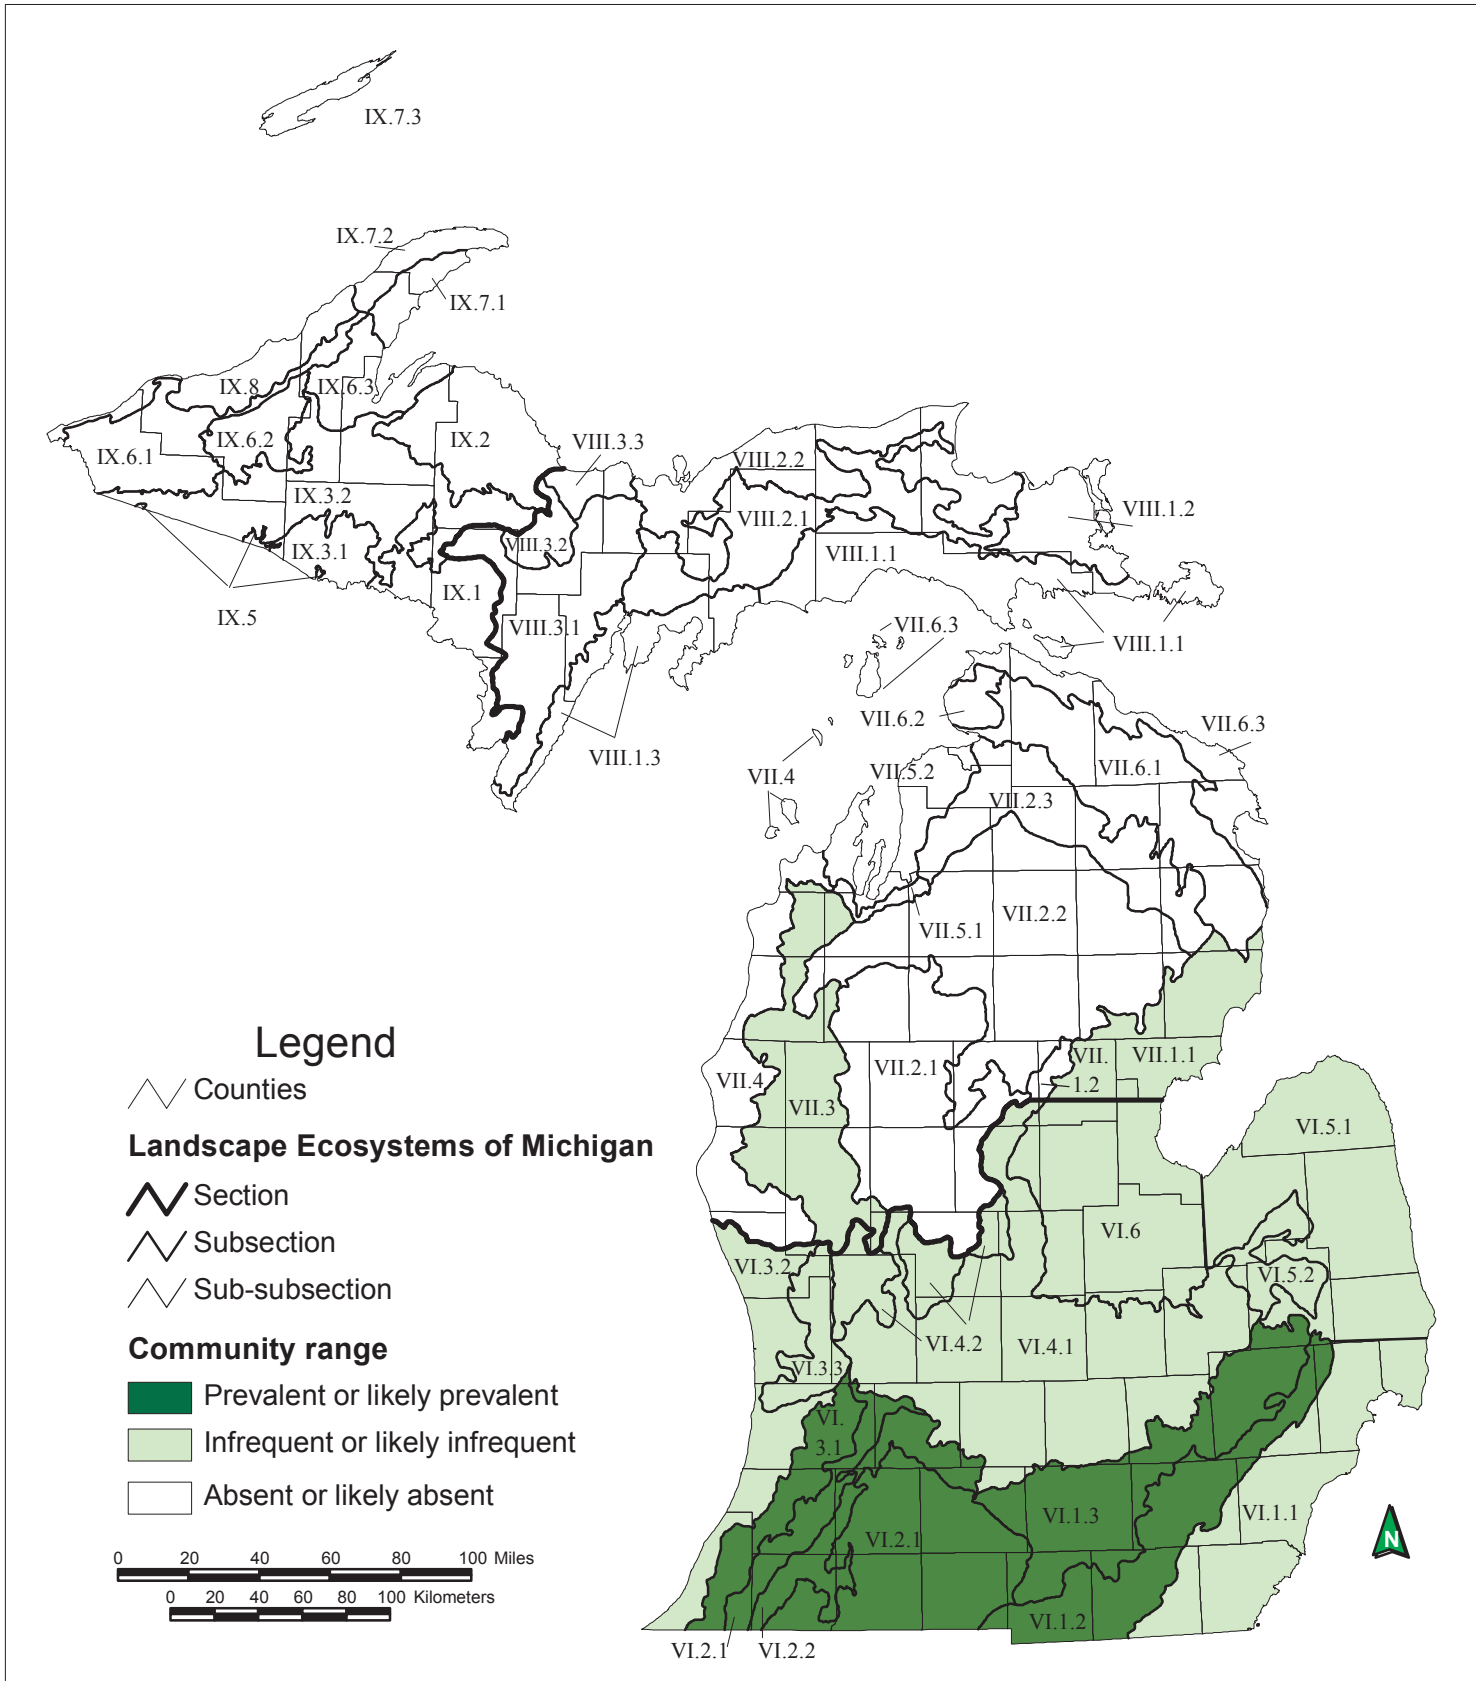 IX.7.3
IX.7.2
IX.7.1
IX.8
IX.6.3
IX.6.2
IX.6.1
IX.2
VIII.3.3
VIII.2.2
VIII.2.1
VIII.1.2
IX.3.2
IX.3.1
VIII.3.2
VIII.1.1
IX.1
IX.5
VIII.3.1
VII.6.3
VIII.1.1
VII.6.2
VII.6.3
VIII.1.3
VII.4
VII.5.2
VII.6.1
VII.2.3
VII.5.1
VII.2.2
Legend
Counties
Landscape Ecosystems of Michigan
Section
Subsection
Sub-subsection
Community range
Prevalent or likely prevalent
Infrequent or likely infrequent
Absent or likely absent
0 20 40 60 80 100 Miles
0 20 40 60 80 100 Kilometers
VII.4
VII.3
VII.2.1
VII.
1.2
VII.1.1
VI.5.1
VI.6
VI.3.2
VI.5.2
VI.4.2
VI.4.1
VI.3.3
VI.
3.1
VI.1.3
VI.1.1
VI.2.1
VI.1.2
VI.2.1
VI.2.2
N